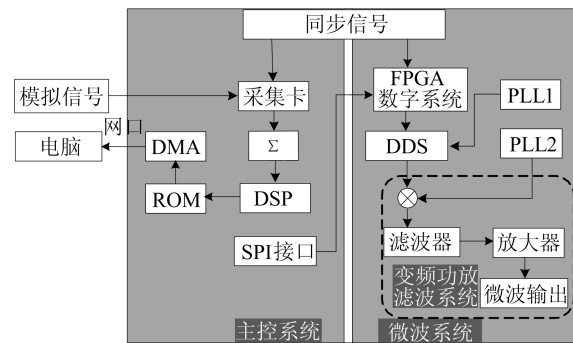 同步信号
模拟信号
采集卡
FPGA
数字系统
PLL1
网口
电脑
DMA
Σ
DDS
PLL2
ROM
DSP
SPI接口
滤波器
放大器
变频功放
滤波系统
微波输出
主控系统
微波系统